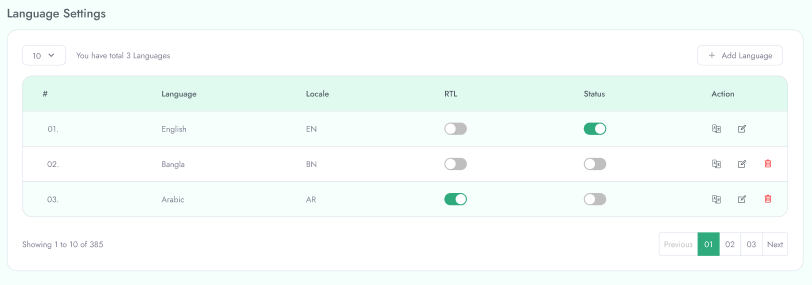 Language Settings
10 You have total 3 Languages + Add Language
# Language Locale RTL Status Action
01. English EN
02. Bangla BN
03. Arabic AR
Showing 1 to 10 of 385 Previous 01 02 03 Next